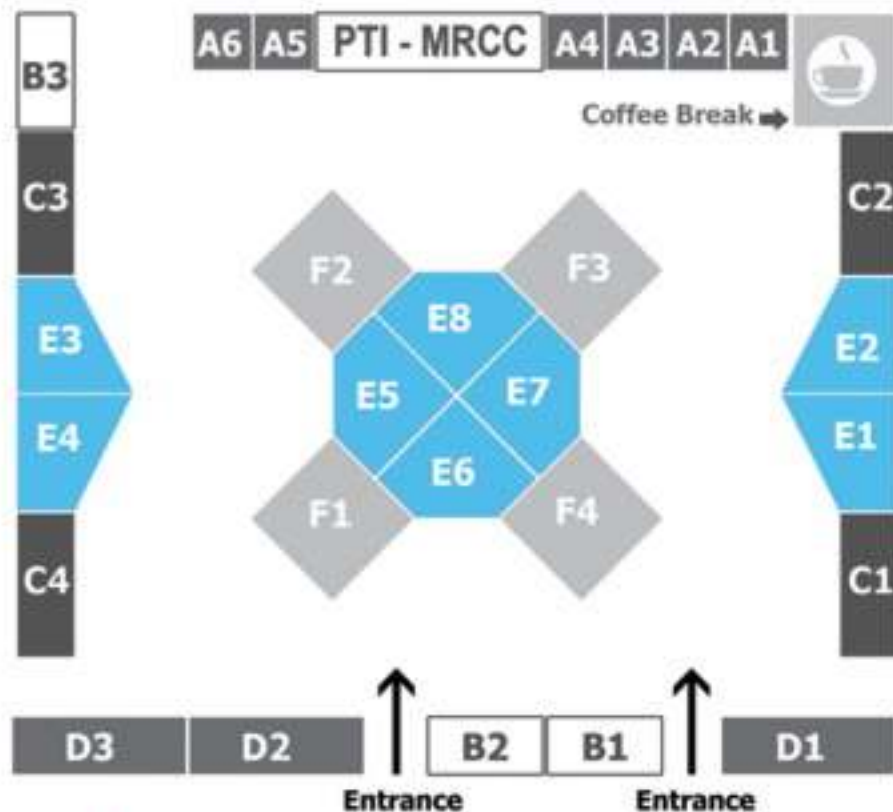 A6 A5 PTI - MRCC A4 A3 A2 A1
B3
Coffee Break
C3 C2
F2 F3
E8
E3 E2
E5 E7
E4 E1
E6
F1 F4
C4 C1
D3 D2 B2 B1 D1
Entrance Entrance